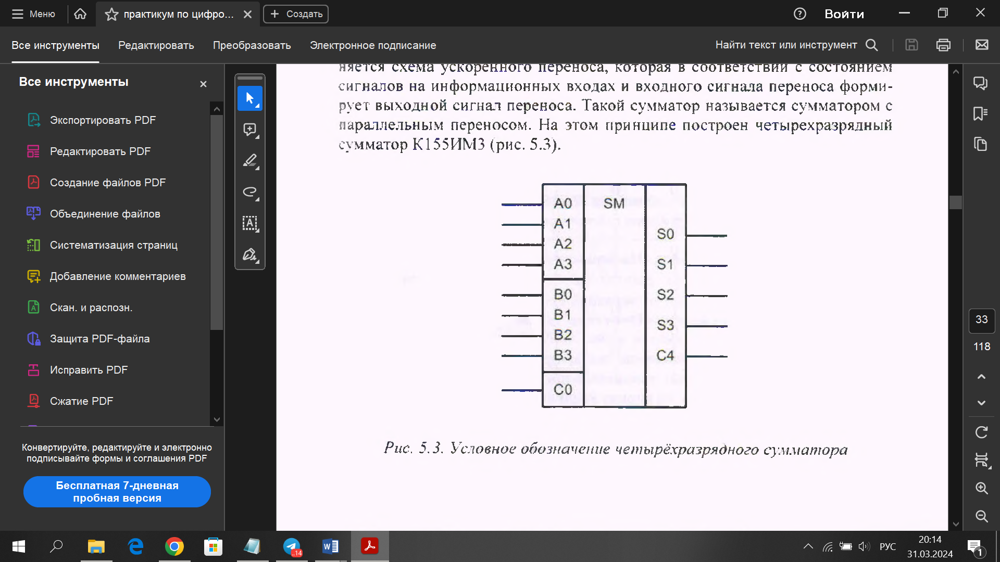 Меню
практикум по цифро...
Создать
Войти
Все инструменты
Редактировать
Преобразовать
Электронное подписание
Найти текст или инструмент
Все инструменты
Экспортировать PDF
Редактировать PDF
Создание файлов PDF
Объединение файлов
Систематизация страниц
Добавление комментариев
Скан. и распозн.
Защита PDF-файла
Исправить PDF
Сжатие PDF
Конвертируйте, редактируйте и электронно
подписывайте формы и соглашения PDF
Бесплатная 7-дневная
пробная версия
няется схема ускоренного переноса, которая в соответствии с состоянием
сигналов на информационных входах и входного сигнала переноса форми-
рует выходной сигнал переноса. Такой сумматор называется сумматором с
параллельным переносом. На этом принципе построен четырехразрядный
сумматор К155ИМ3 (рис. 5.3).
A0
A1
A2
A3
B0
B1
B2
B3
C0
SM
S0
S1
S2
S3
C4
Рис. 5.3. Условное обозначение четырёхразрядного сумматора
33
118
..14
РУС
20:14
31.03.2024
1